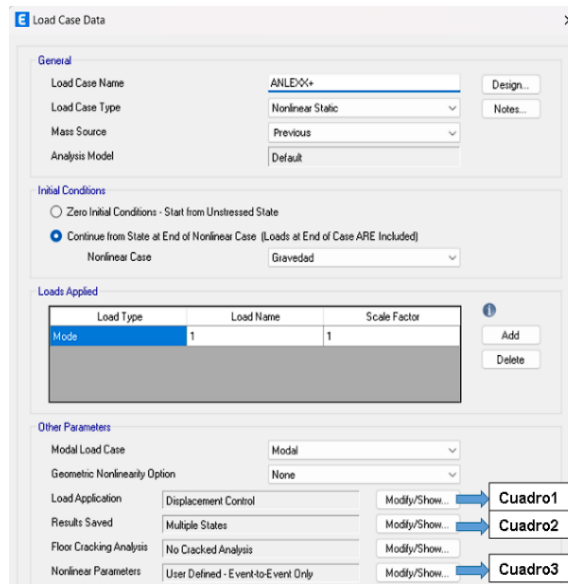 E Load Case Data
General
Load Case Name ANLEXX+ Design...
Load Case Type Nonlinear Static Notes...
Mass Source Previous
Analysis Model Default
Initial Conditions
Zero Initial Conditions - Start from Unstressed State
Continue from State at End of Nonlinear Case (Loads at End of Case ARE Included)
Nonlinear Case Gravedad
Loads Applied
Load Type Load Name Scale Factor
Mode 1 1 Add
Delete
Other Parameters
Modal Load Case Modal
Geometric Nonlinearity Option None
Load Application Displacement Control Modify/Show... Cuadro1
Results Saved Multiple States Modify/Show... Cuadro2
Floor Cracking Analysis No Cracked Analysis Modify/Show...
Nonlinear Parameters User Defined - Event-to-Event Only Modify/Show... Cuadro3